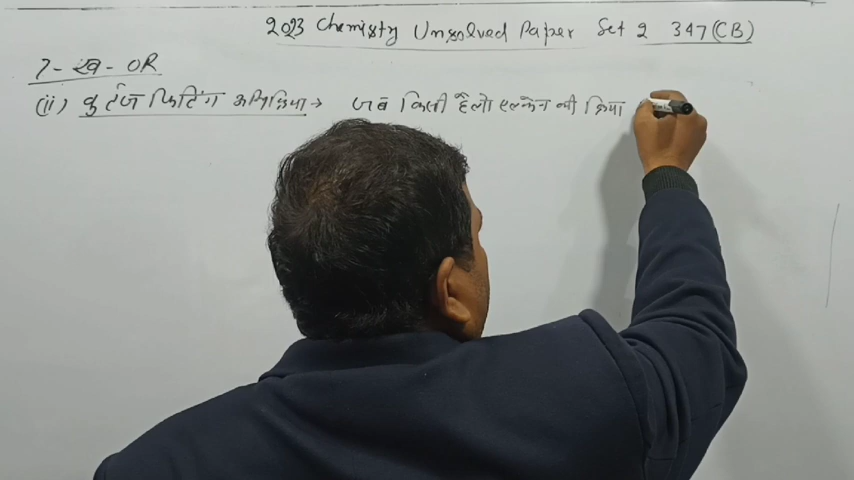 2023 Chemistry Unsolved Paper Set 2 347(CB)
7-ख-OR
(ii) वुर्टज फिटिंग अभिक्रिया → जब किसी हैलो एल्केन की क्रिया